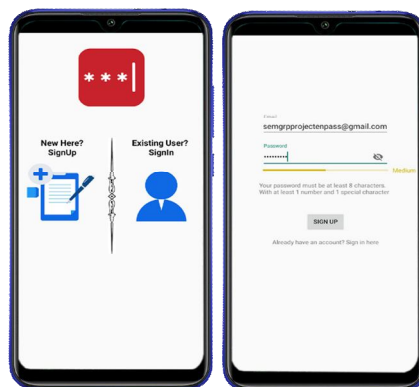 ***|
New Here?
SignUp
Existing User?
SignIn
Email
semgrpprojectenpass@gmail.com
Password
Medium
Your password must be at least 8 characters.
With at least 1 number and 1 special character
SIGN UP
Already have an account? Sign in here